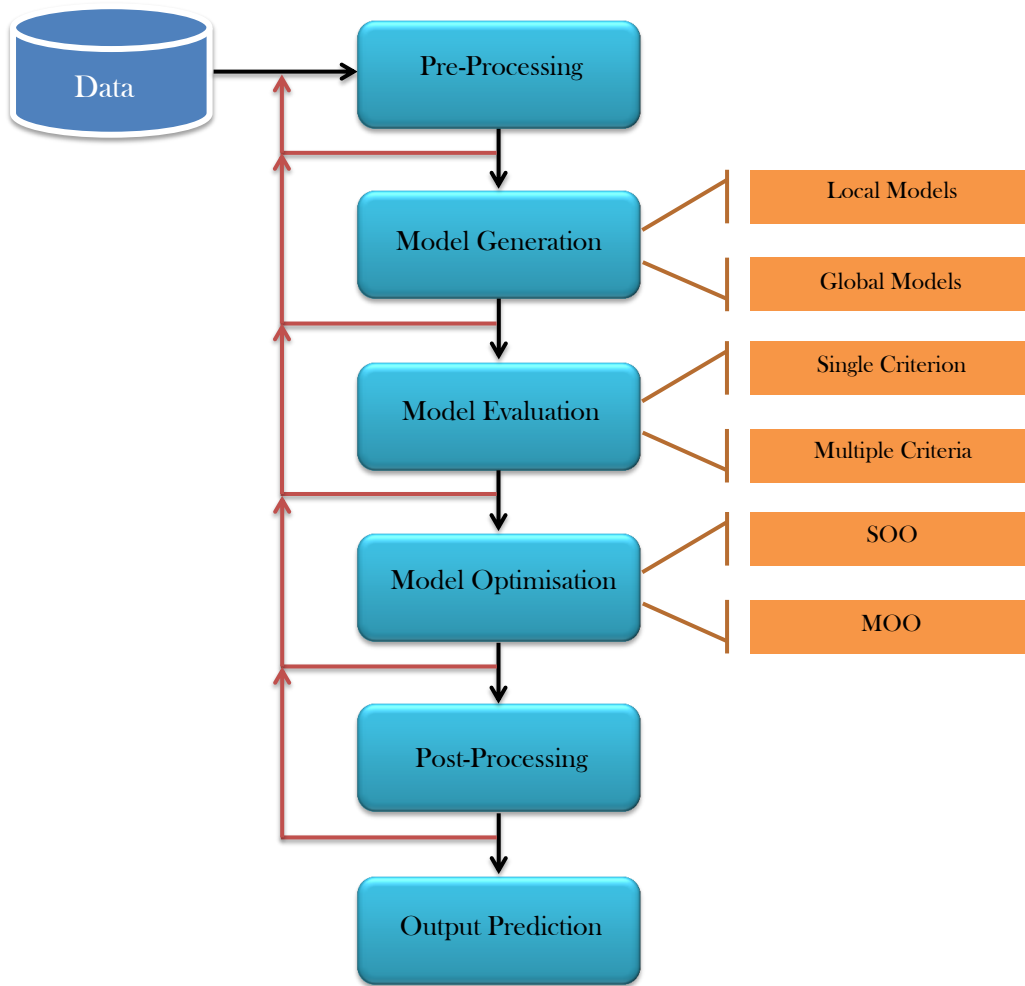 Data
Pre-Processing
Model Generation
Local Models
Global Models
Model Evaluation
Single Criterion
Multiple Criteria
Model Optimisation
SOO
MOO
Post-Processing
Output Prediction